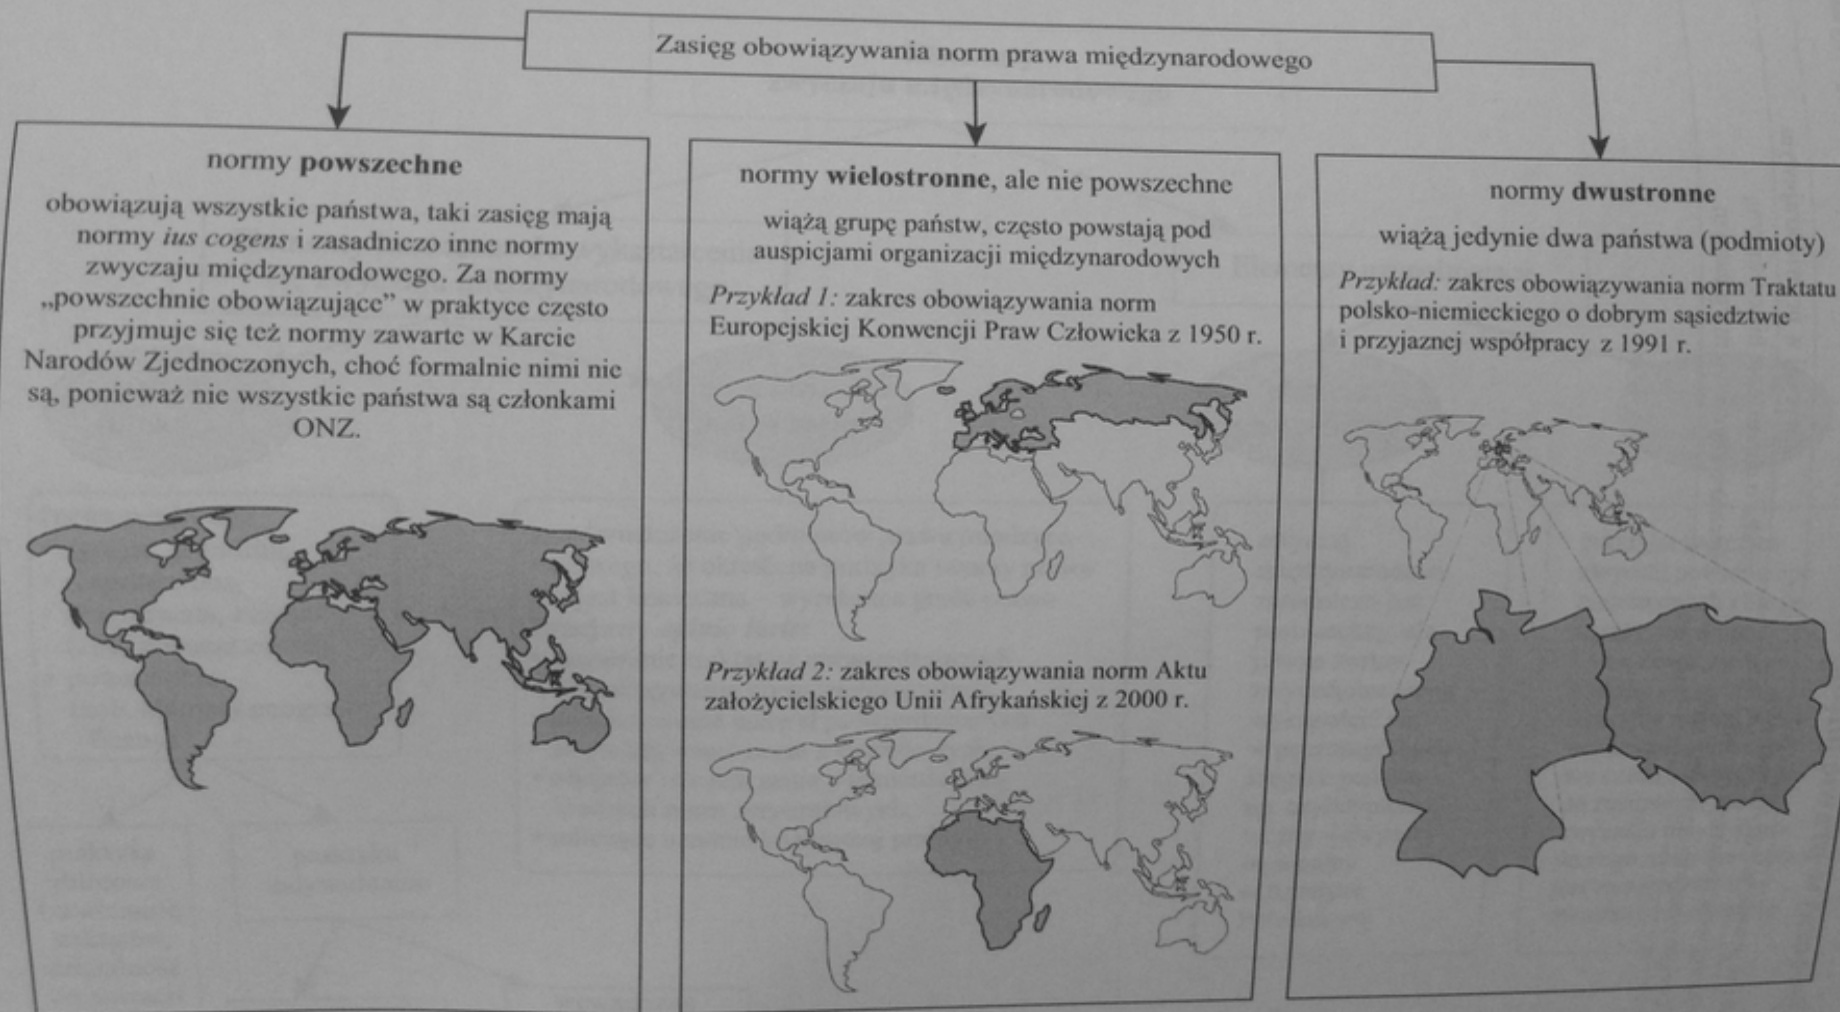 Zasięg obowiązywania norm prawa międzynarodowego
normy powszechne
obowiązują wszystkie państwa, taki zasięg mają
normy ius cogens i zasadniczo inne normy
zwyczaju międzynarodowego. Za normy
„powszechnie obowiązujące” w praktyce często
przyjmuje się też normy zawarte w Karcie
Narodów Zjednoczonych, choć formalnie nimi nie
są, ponieważ nie wszystkie państwa są członkami
ONZ.
normy wielostronne, ale nie powszechne
wiążą grupę państw, często powstają pod
auspicjami organizacji międzynarodowych
Przykład 1: zakres obowiązywania norm
Europejskiej Konwencji Praw Człowieka z 1950 r.
Przykład 2: zakres obowiązywania norm Aktu
założycielskiego Unii Afrykańskiej z 2000 r.
normy dwustronne
wiążą jedynie dwa państwa (podmioty)
Przykład: zakres obowiązywania norm Traktatu
polsko-niemieckiego o dobrym sąsiedztwie
i przyjaznej współpracy z 1991 r.